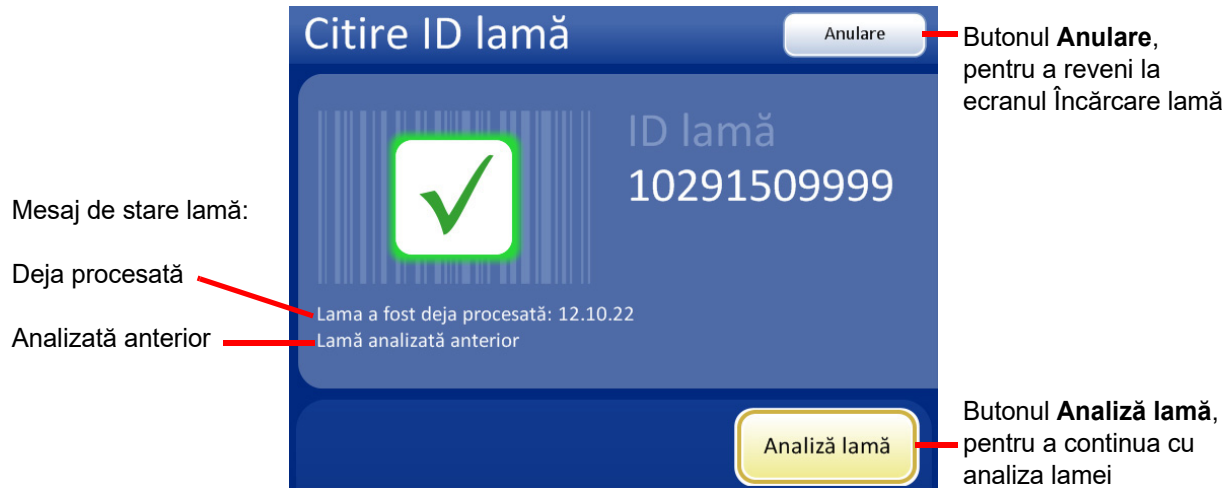 Citire ID lamă
Anulare
Butonul Anulare,
pentru a reveni la
ecranul Încărcare lamă
ID lamă
10291509999
Mesaj de stare lamă:
Deja procesată
Analizată anterior
Lama a fost deja procesată: 12.10.22
Lamă analizată anterior
Analiză lamă
Butonul Analiză lamă,
pentru a continua cu
analiza lamei